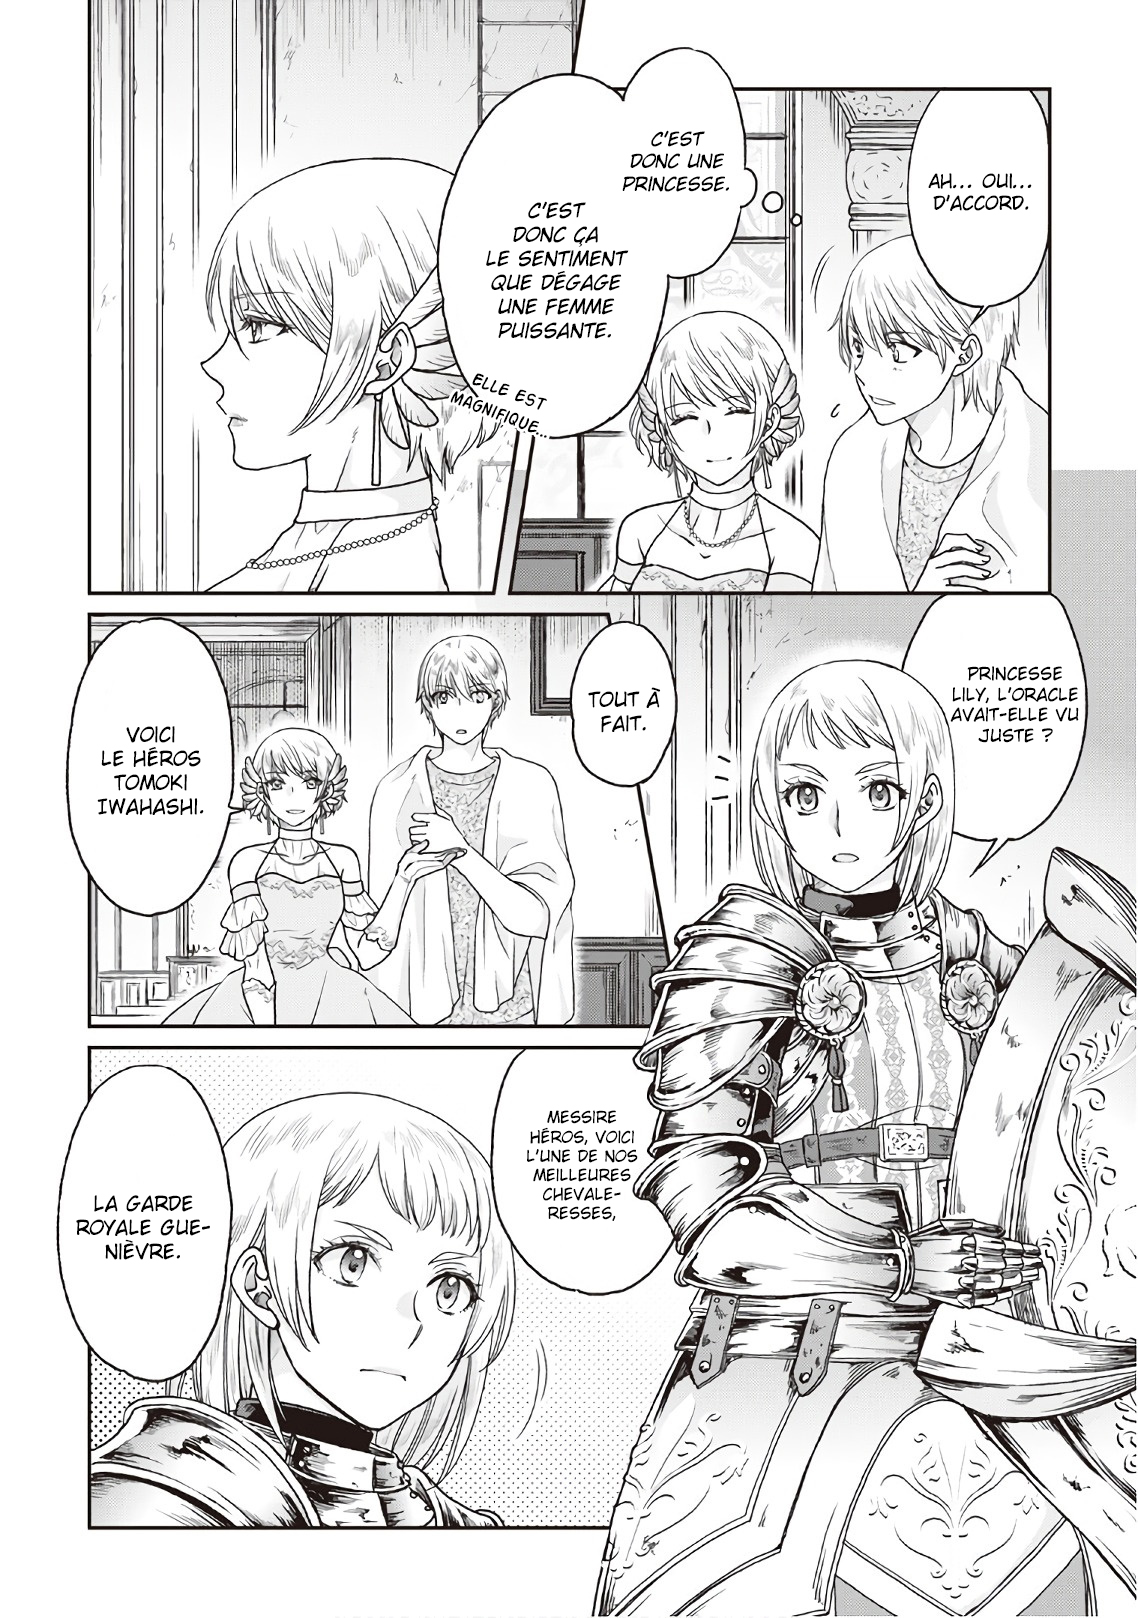 AH... OUI...
D'ACCORD.
C'EST
DONC UNE
PRINCESSE.
C'EST
DONC ÇA
LE SENTIMENT
QUE DÉGAGE
UNE FEMME
PUISSANTE.
ELLE EST
MAGNIFIQUE...
PRINCESSE
LILY, L'ORACLE
AVAIT-ELLE VU
JUSTE ?
TOUT À
FAIT.
VOICI
LE HÉROS
TOMOKI
IWAHASHI.
MESSIRE
HÉROS, VOICI
L'UNE DE NOS
MEILLEURES
CHEVALE-
RESSES,
LA GARDE
ROYALE GUE-
NIÈVRE.